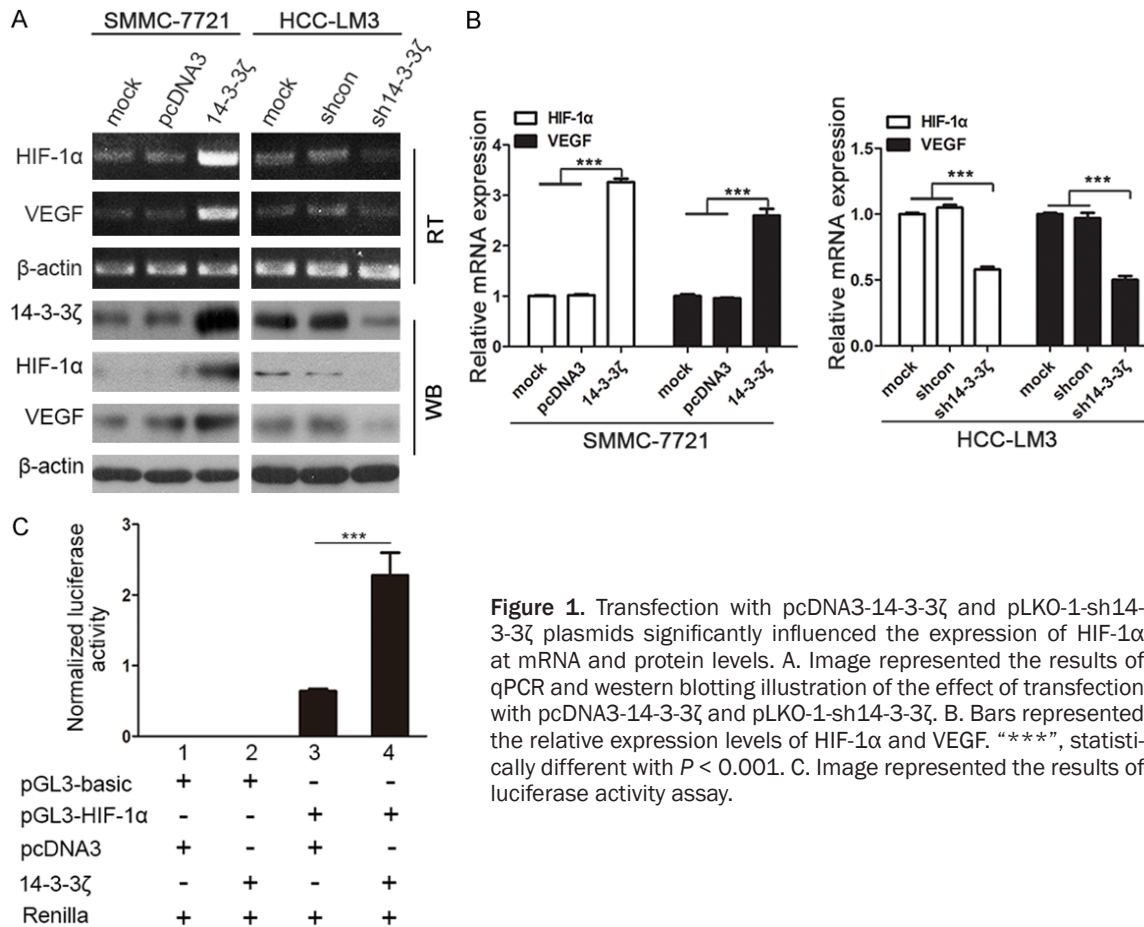 A
SMMC-7721 HCC-LM3
mock pcDNA3 14-3-3ζ mock shcon sh14-3-3ζ
HIF-1α
VEGF
β-actin
RT
14-3-3ζ
HIF-1α
VEGF
β-actin
WB
B
HIF-1α
VEGF
Relative mRNA expression
4
3
2
1
0
*** ***
mock pcDNA3 14-3-3ζ mock pcDNA3 14-3-3ζ
SMMC-7721
HIF-1α
VEGF
Relative mRNA expression
1.5
1.0
0.5
0.0
*** ***
mock shcon sh14-3-3ζ mock shcon sh14-3-3ζ
HCC-LM3
C
Normalized luciferase
activity
3
2
1
0
***
1 2 3 4
pGL3-basic + + - -
pGL3-HIF-1α - - + +
pcDNA3 + - + -
14-3-3ζ - + - +
Renilla + + + +
Figure 1. Transfection with pcDNA3-14-3-3ζ and pLKO-1-sh14-
3-3ζ plasmids significantly influenced the expression of HIF-1α
at mRNA and protein levels. A. Image represented the results of
qPCR and western blotting illustration of the effect of transfection
with pcDNA3-14-3-3ζ and pLKO-1-sh14-3-3ζ. B. Bars represented
the relative expression levels of HIF-1α and VEGF. “***”, statisti-
cally different with P < 0.001. C. Image represented the results of
luciferase activity assay.